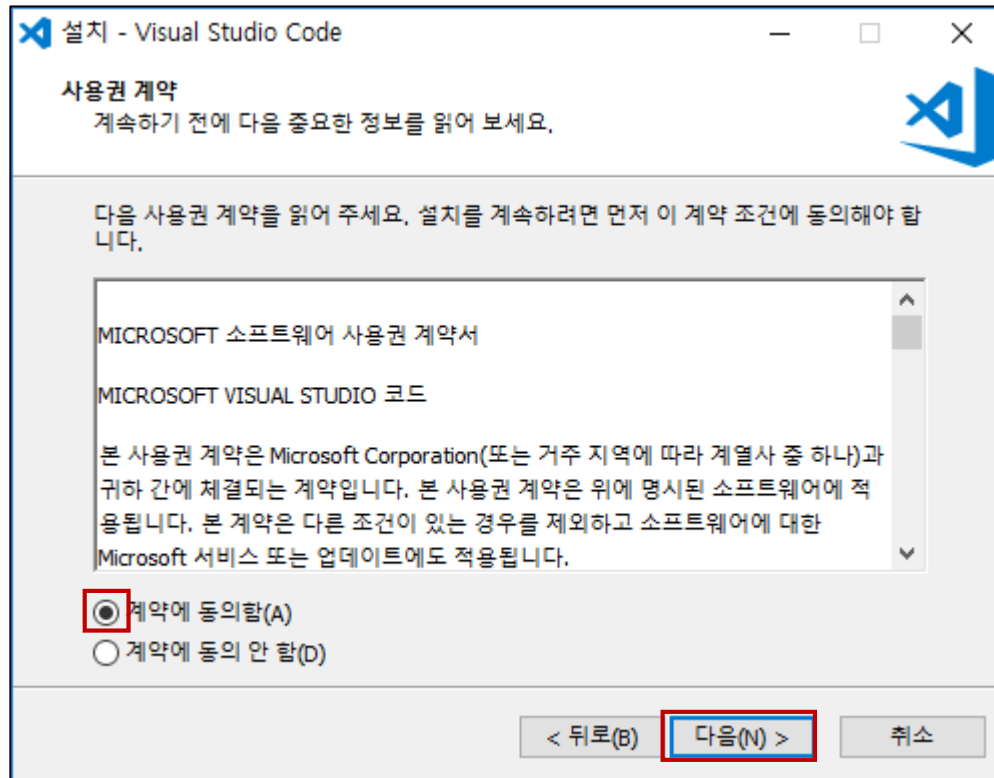 설치 - Visual Studio Code
사용권 계약
계속하기 전에 다음 중요한 정보를 읽어 보세요.
다음 사용권 계약을 읽어 주세요. 설치를 계속하려면 먼저 이 계약 조건에 동의해야 합
니다.
MICROSOFT 소프트웨어 사용권 계약서
MICROSOFT VISUAL STUDIO 코드
본 사용권 계약은 Microsoft Corporation(또는 거주 지역에 따라 계열사 중 하나)과
귀하 간에 체결되는 계약입니다. 본 사용권 계약은 위에 명시된 소프트웨어에 적
용됩니다. 본 계약은 다른 조건이 있는 경우를 제외하고 소프트웨어에 대한
Microsoft 서비스 또는 업데이트에도 적용됩니다.
계약에 동의함(A)
계약에 동의 안 함(D)
< 뒤로(B) 다음(N) > 취소